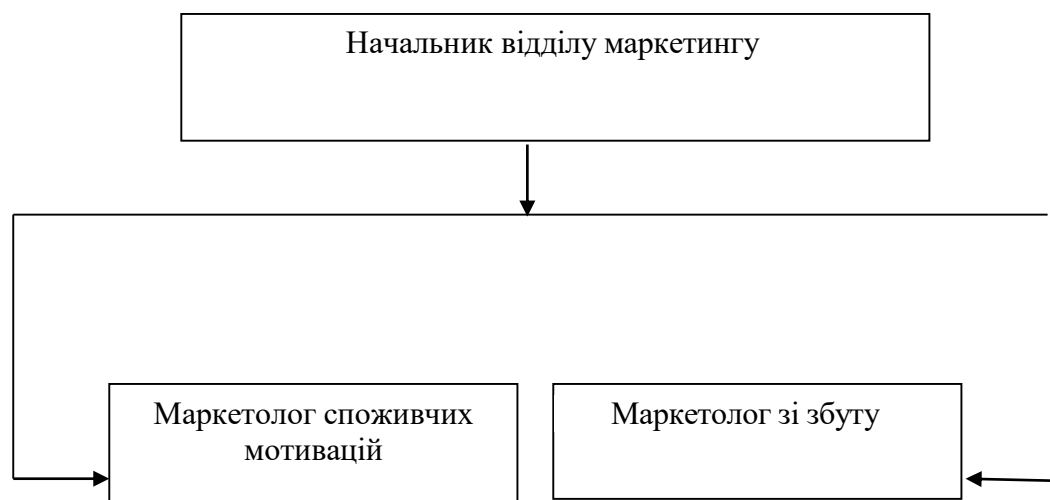 Начальник відділу маркетингу
Маркетолог споживчих
мотивацій
Маркетолог зі збуту